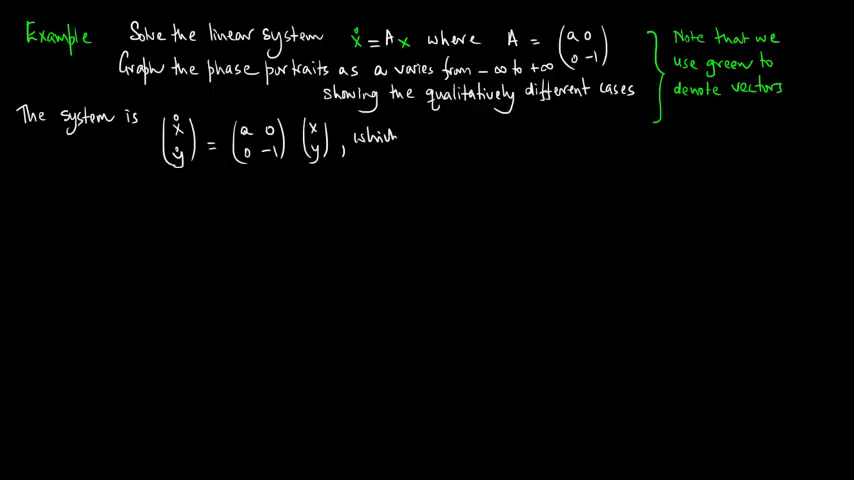 Example Solve the linear system ẋ = A x where A = (a 0
0 -1)
Graph the phase portraits as a varies from -∞ to +∞
showing the qualitatively different cases
Note that we
use green to
denote vectors
The system is (ẋ
ẏ) = (a 0
0 -1) (x
y), which